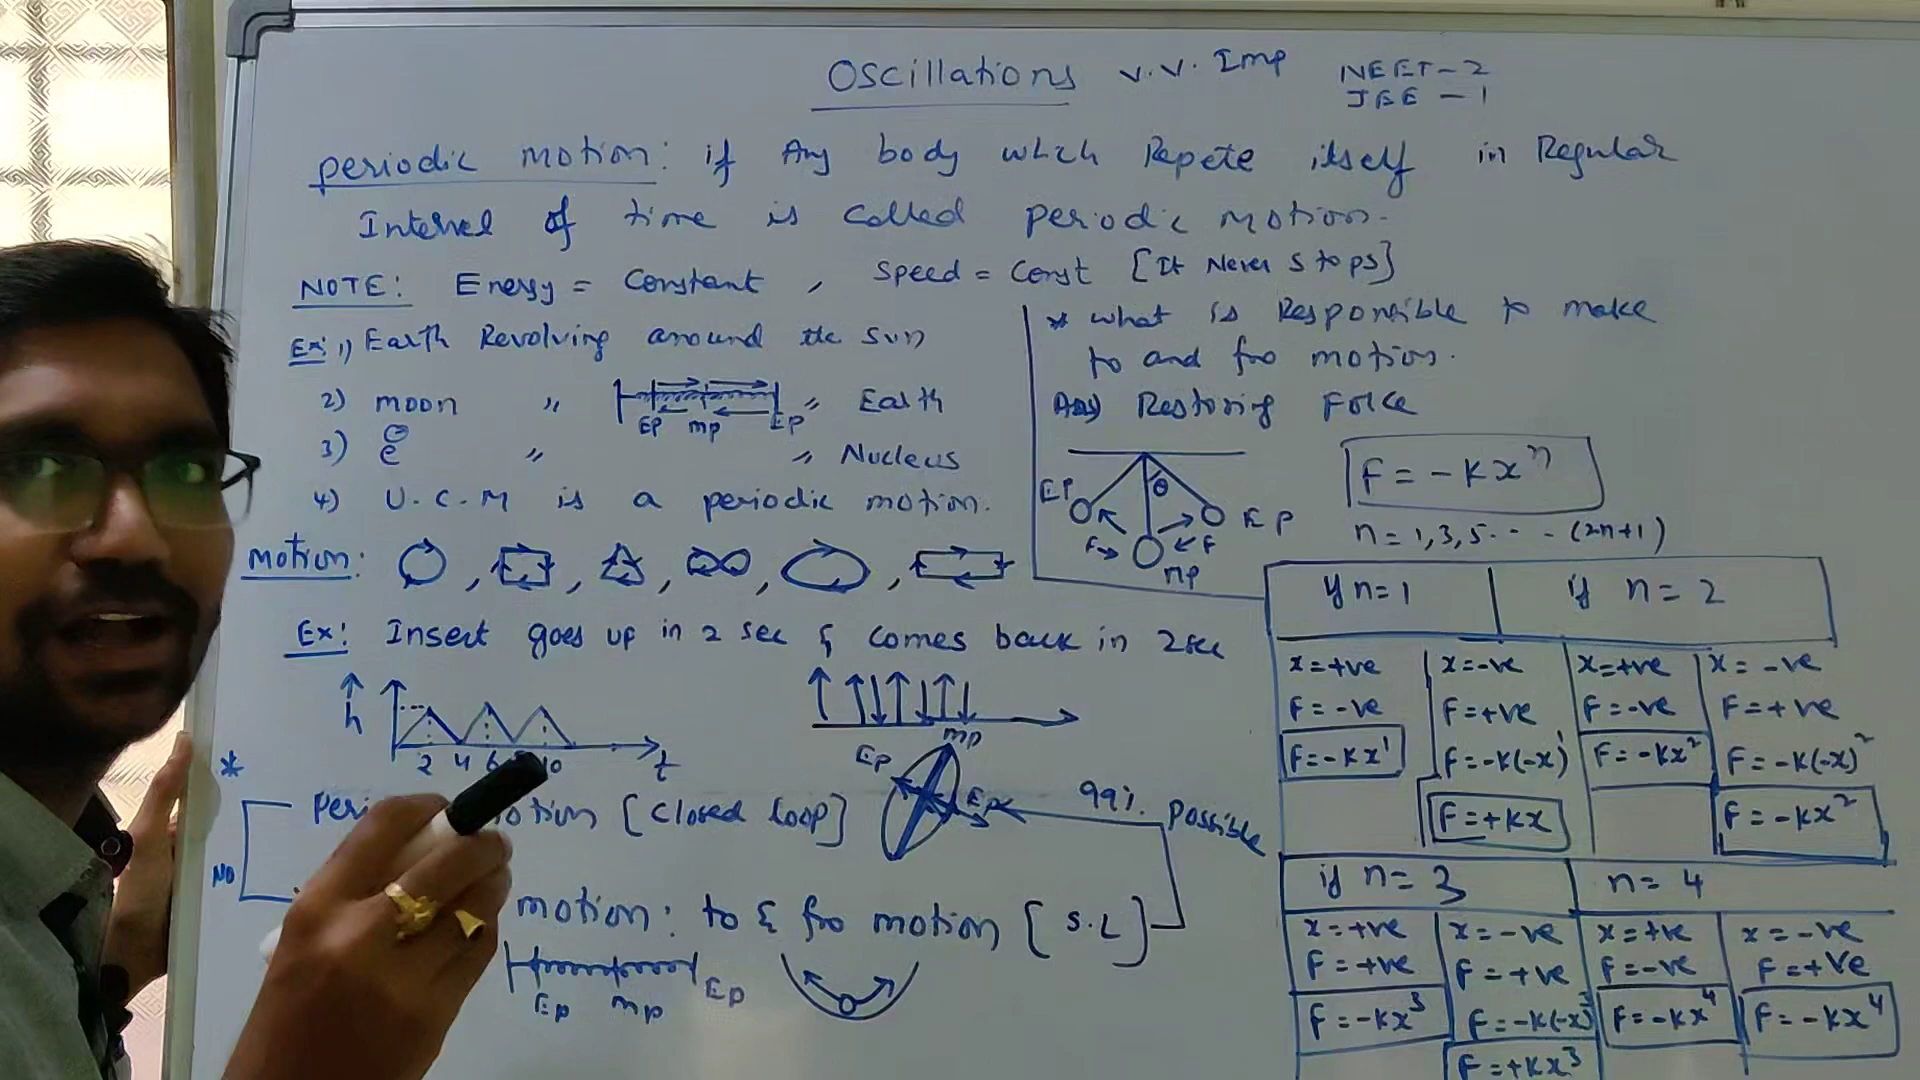 Oscillations v.v. Imp NEET-2
JEE-1
periodic motion: if Any body which Repete itself in Regular
Interval of time is called periodic motion.
NOTE: Energy = Constant, Speed = Const [It Never Stops]
Ex: 1) Earth Revolving around the sun
2) moon " " Earth
EP mp EP
3) e " " Nucleus
4) U.C.M is a periodic motion.
* what is Responsible to make
to and fro motion.
Ans) Restoring Force
EP θ EP
F F
mp
F = -kx^n
n = 1, 3, 5 .... (2n+1)
motion: , , , , ,
Ex: Insert goes up in 2 sec & comes back in 2sec
h
2 4 6 10 t
* 
motion [closed loop]
Ep mp Ep 99% Possible
NO
motion: to & fro motion [S.L]
Ep mp Ep
if n=1 if n=2
x=+ve x=-ve x=+ve x=-ve
F=-ve F=+ve F=-ve F=+ve
F=-kx^1 F=-k(-x)^1 F=-kx^2 F=-k(-x)^2
F=+kx F=-kx^2
if n=3 n=4
x=+ve x=-ve x=+ve x=-ve
F=+ve F=+ve F=-ve F=+ve
F=-kx^3 F=-k(-x)^3 F=-kx^4 F=-kx^4
F=+kx^3